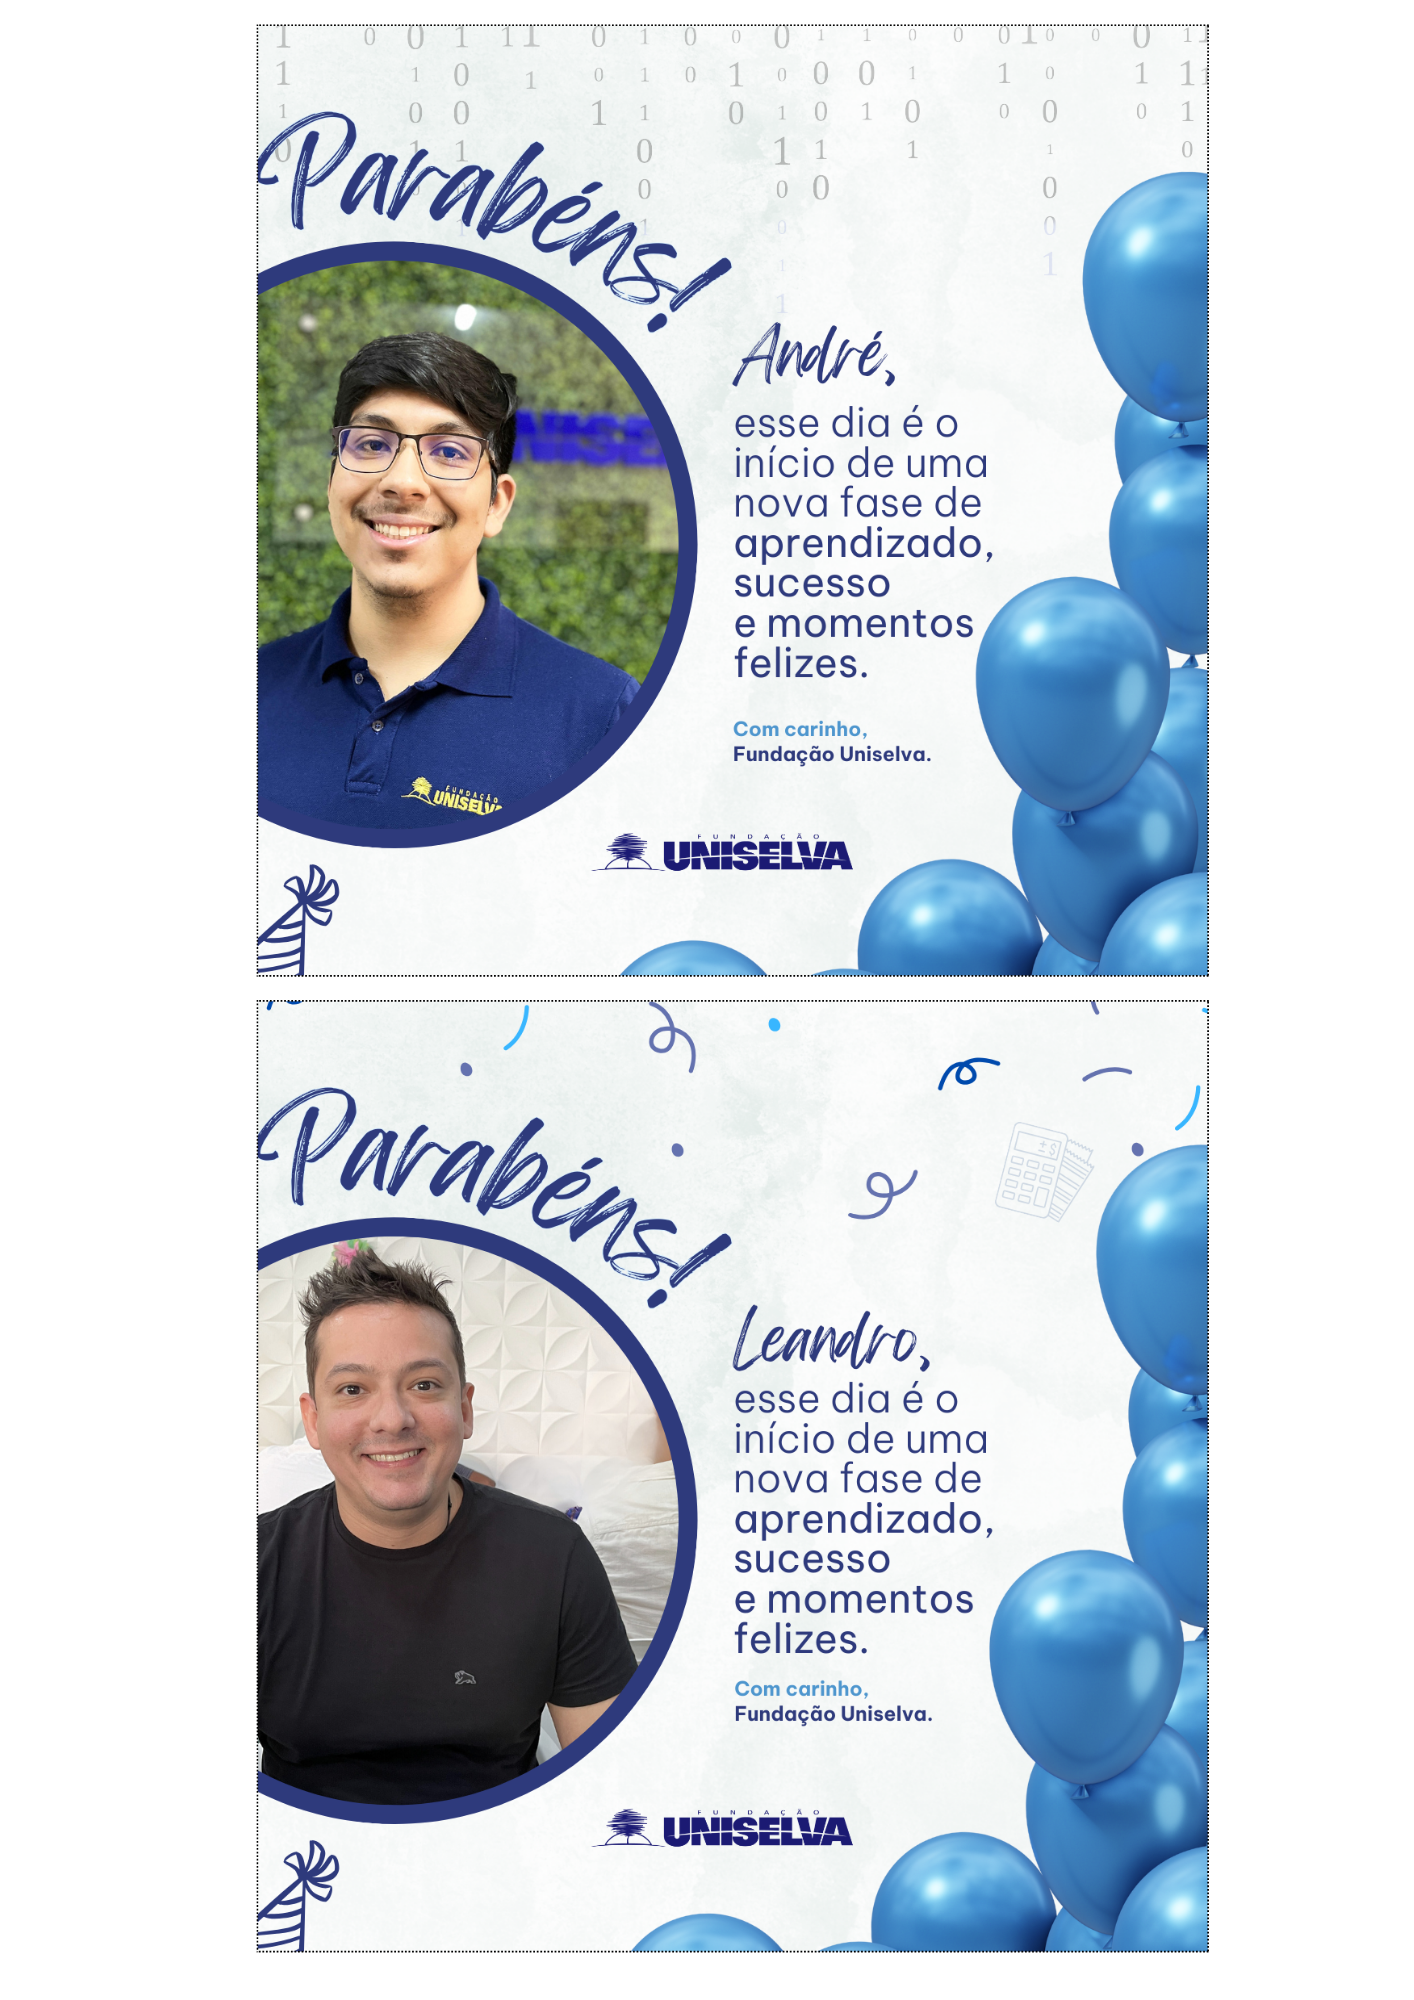 Parabéns!
André,
esse dia é o
início de uma
nova fase de
aprendizado,
sucesso
e momentos
felizes.
Com carinho,
Fundação Uniselva.
FUNDAÇÃO
UNISELVA
FUNDAÇÃO
UNISELVA
Parabéns!
Leandro,
esse dia é o
início de uma
nova fase de
aprendizado,
sucesso
e momentos
felizes.
Com carinho,
Fundação Uniselva.
FUNDAÇÃO
UNISELVA